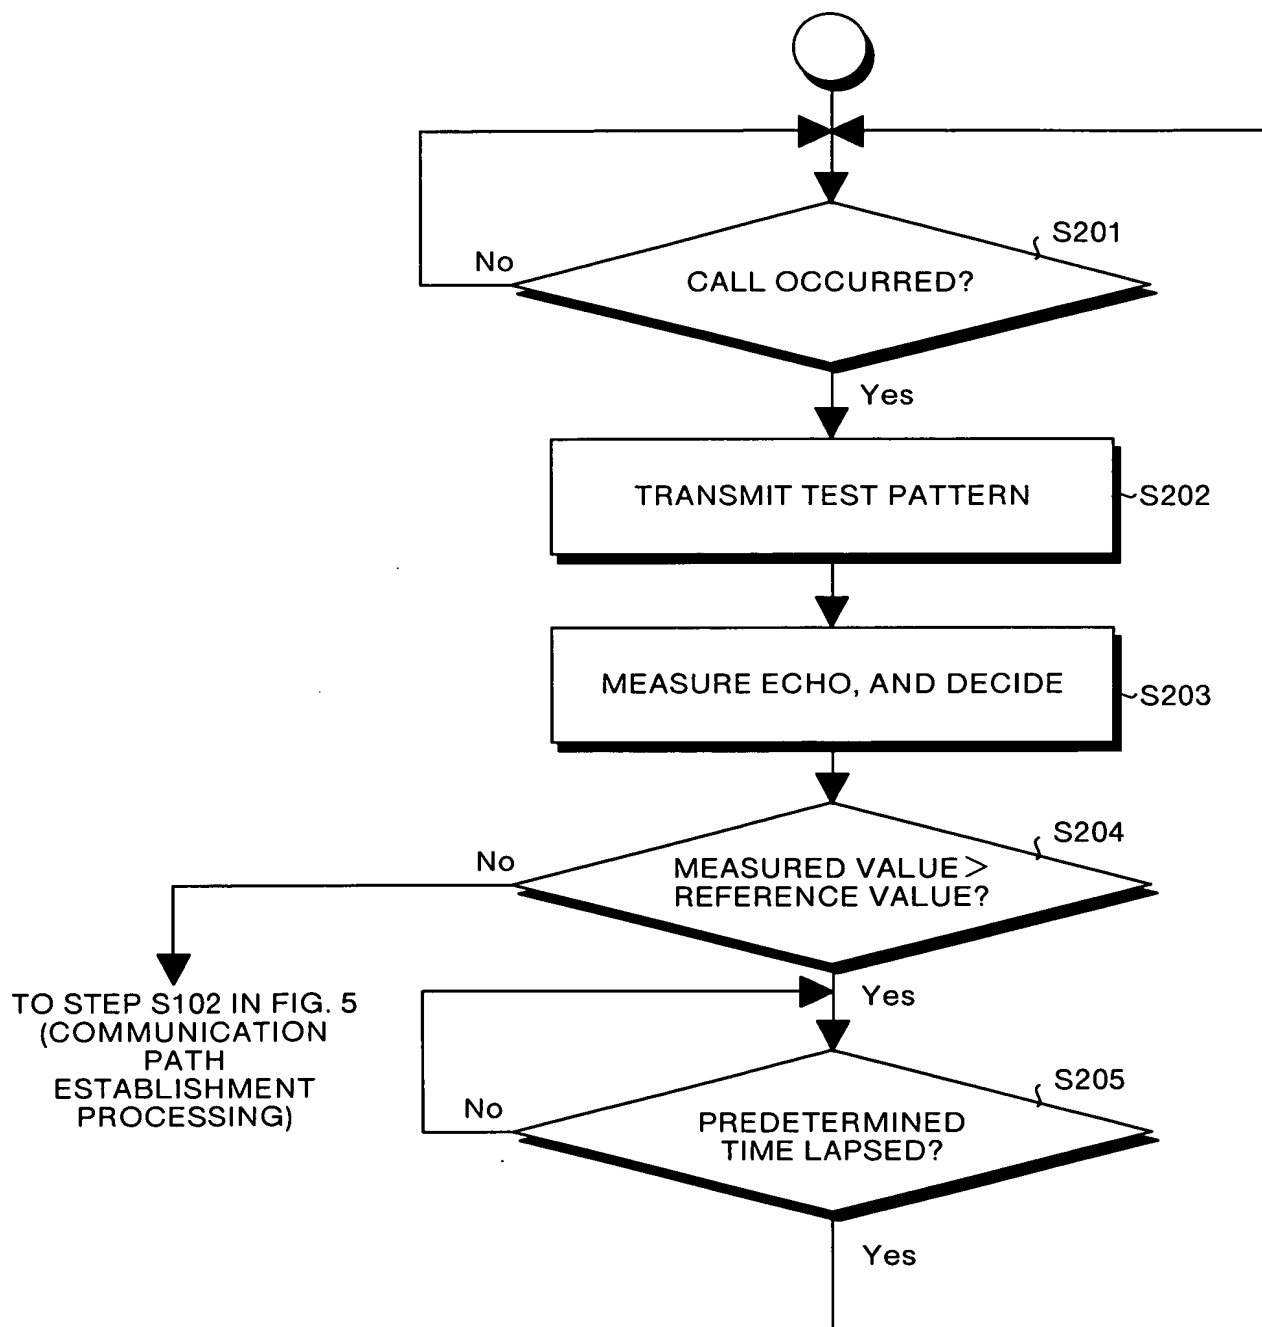 S201
No
CALL OCCURRED?
Yes
TRANSMIT TEST PATTERN
S202
MEASURE ECHO, AND DECIDE
S203
S204
No
MEASURED VALUE >
REFERENCE VALUE?
Yes
TO STEP S102 IN FIG. 5
(COMMUNICATION
PATH
ESTABLISHMENT
PROCESSING)
S205
No
PREDETERMINED
TIME LAPSED?
Yes